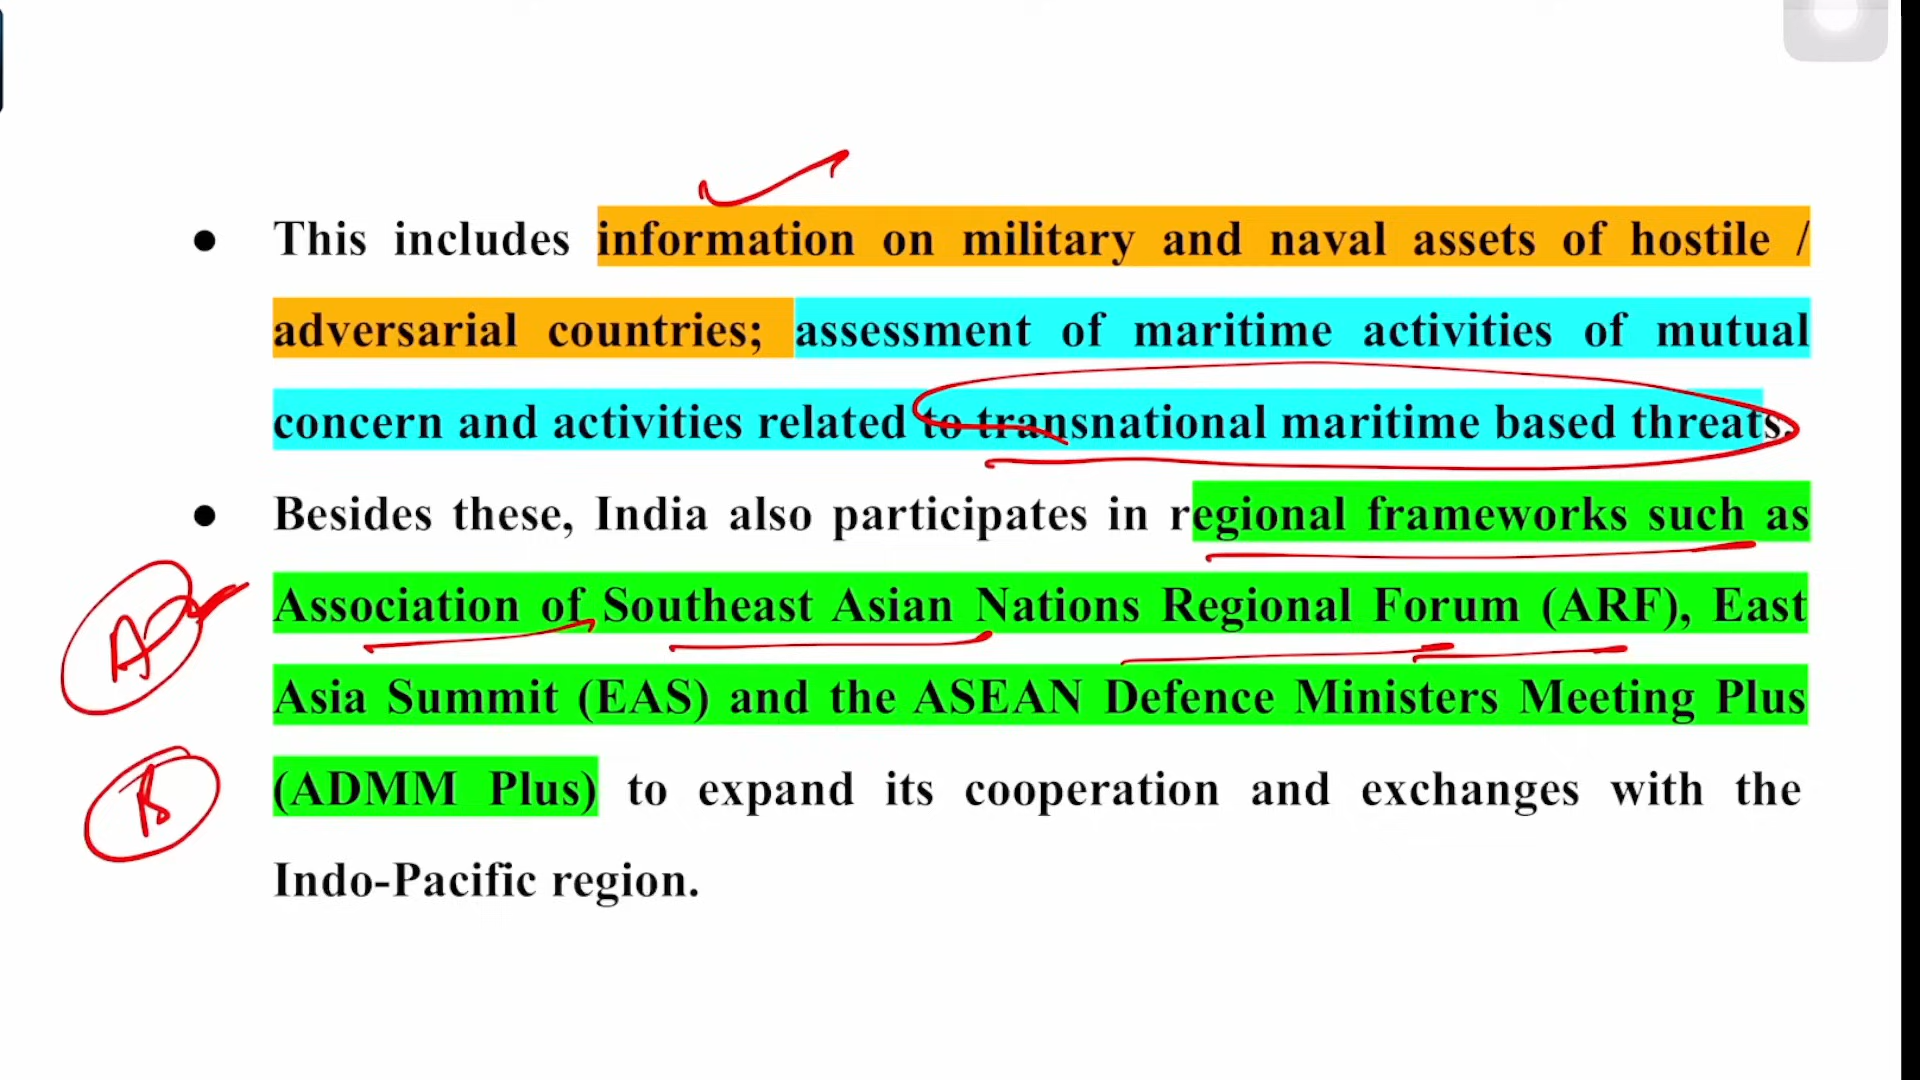 ● This includes information on military and naval assets of hostile /
adversarial countries; assessment of maritime activities of mutual
concern and activities related to transnational maritime based threats.
● Besides these, India also participates in regional frameworks such as
Association of Southeast Asian Nations Regional Forum (ARF), East
A
Asia Summit (EAS) and the ASEAN Defence Ministers Meeting Plus
B
(ADMM Plus) to expand its cooperation and exchanges with the
Indo-Pacific region.